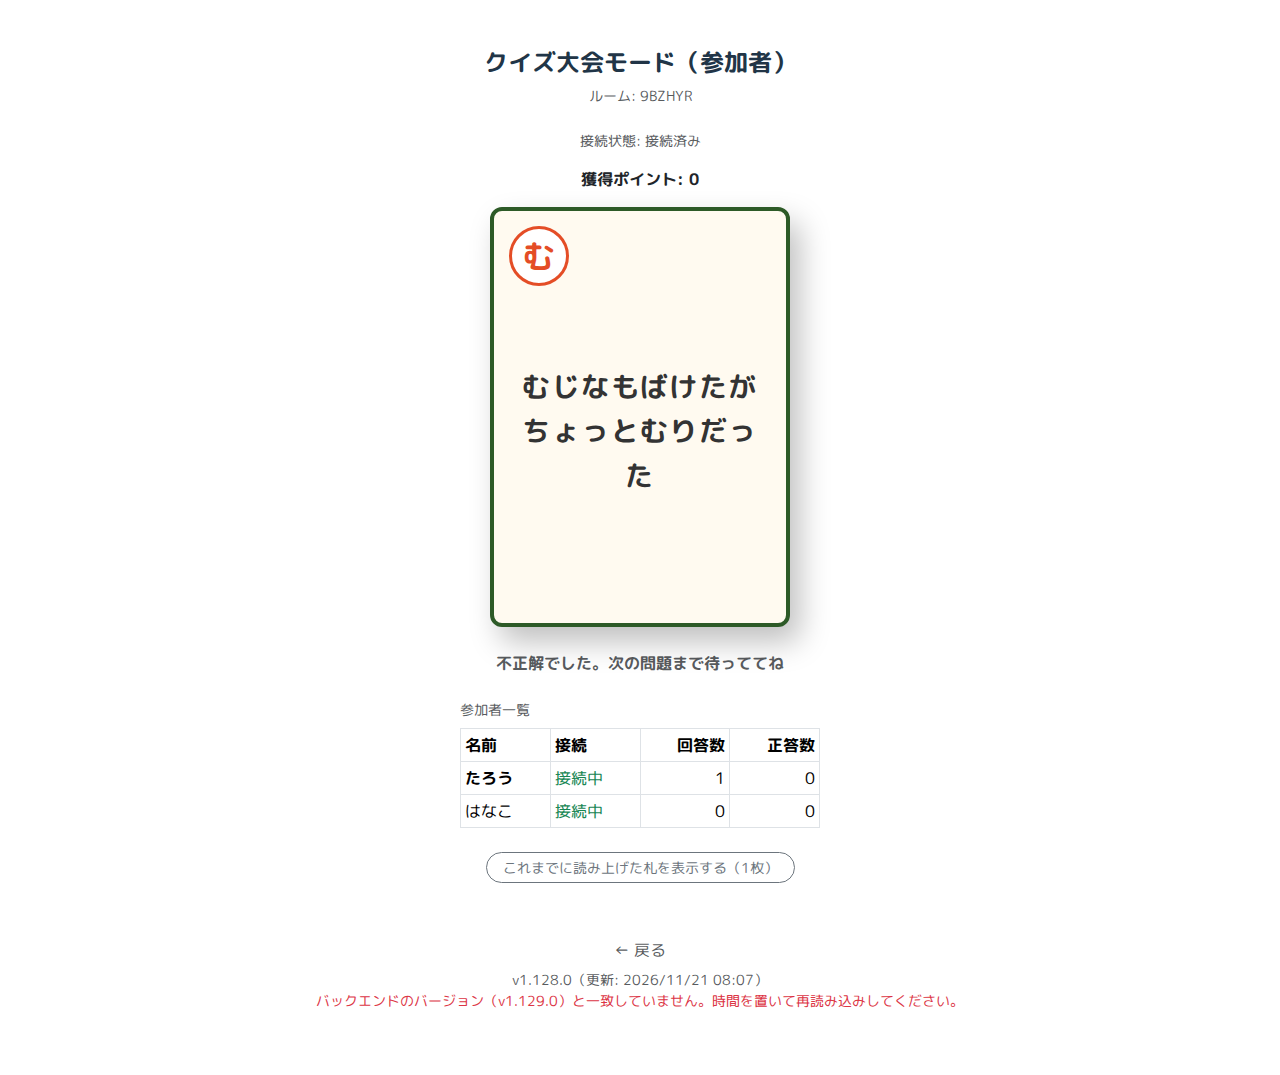 クイズ大会モード（参加者）
ルーム: 9BZHYR
接続状態: 接続済み
獲得ポイント: 0
む
むじなもばけたが
ちょっとむりだっ
た
不正解でした。次の問題まで待っててね
参加者一覧
名前 接続 回答数 正答数
たろう 接続中 1 0
はなこ 接続中 0 0
これまでに読み上げた札を表示する（1枚）
← 戻る
v1.128.0（更新: 2026/11/21 08:07）
バックエンドのバージョン（v1.129.0）と一致していません。時間を置いて再読み込みしてください。